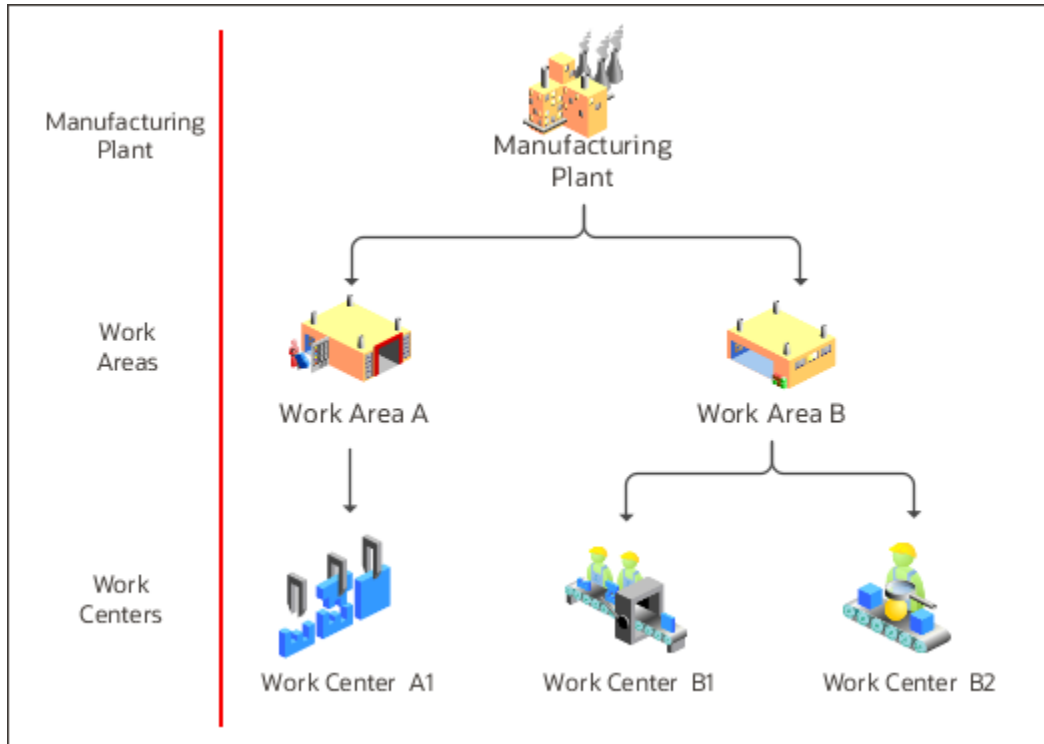 Manufacturing
Plant
Manufacturing
Plant
Work
Areas
Work Area A
Work Area B
Work
Centers
Work Center A1
Work Center B1
Work Center B2